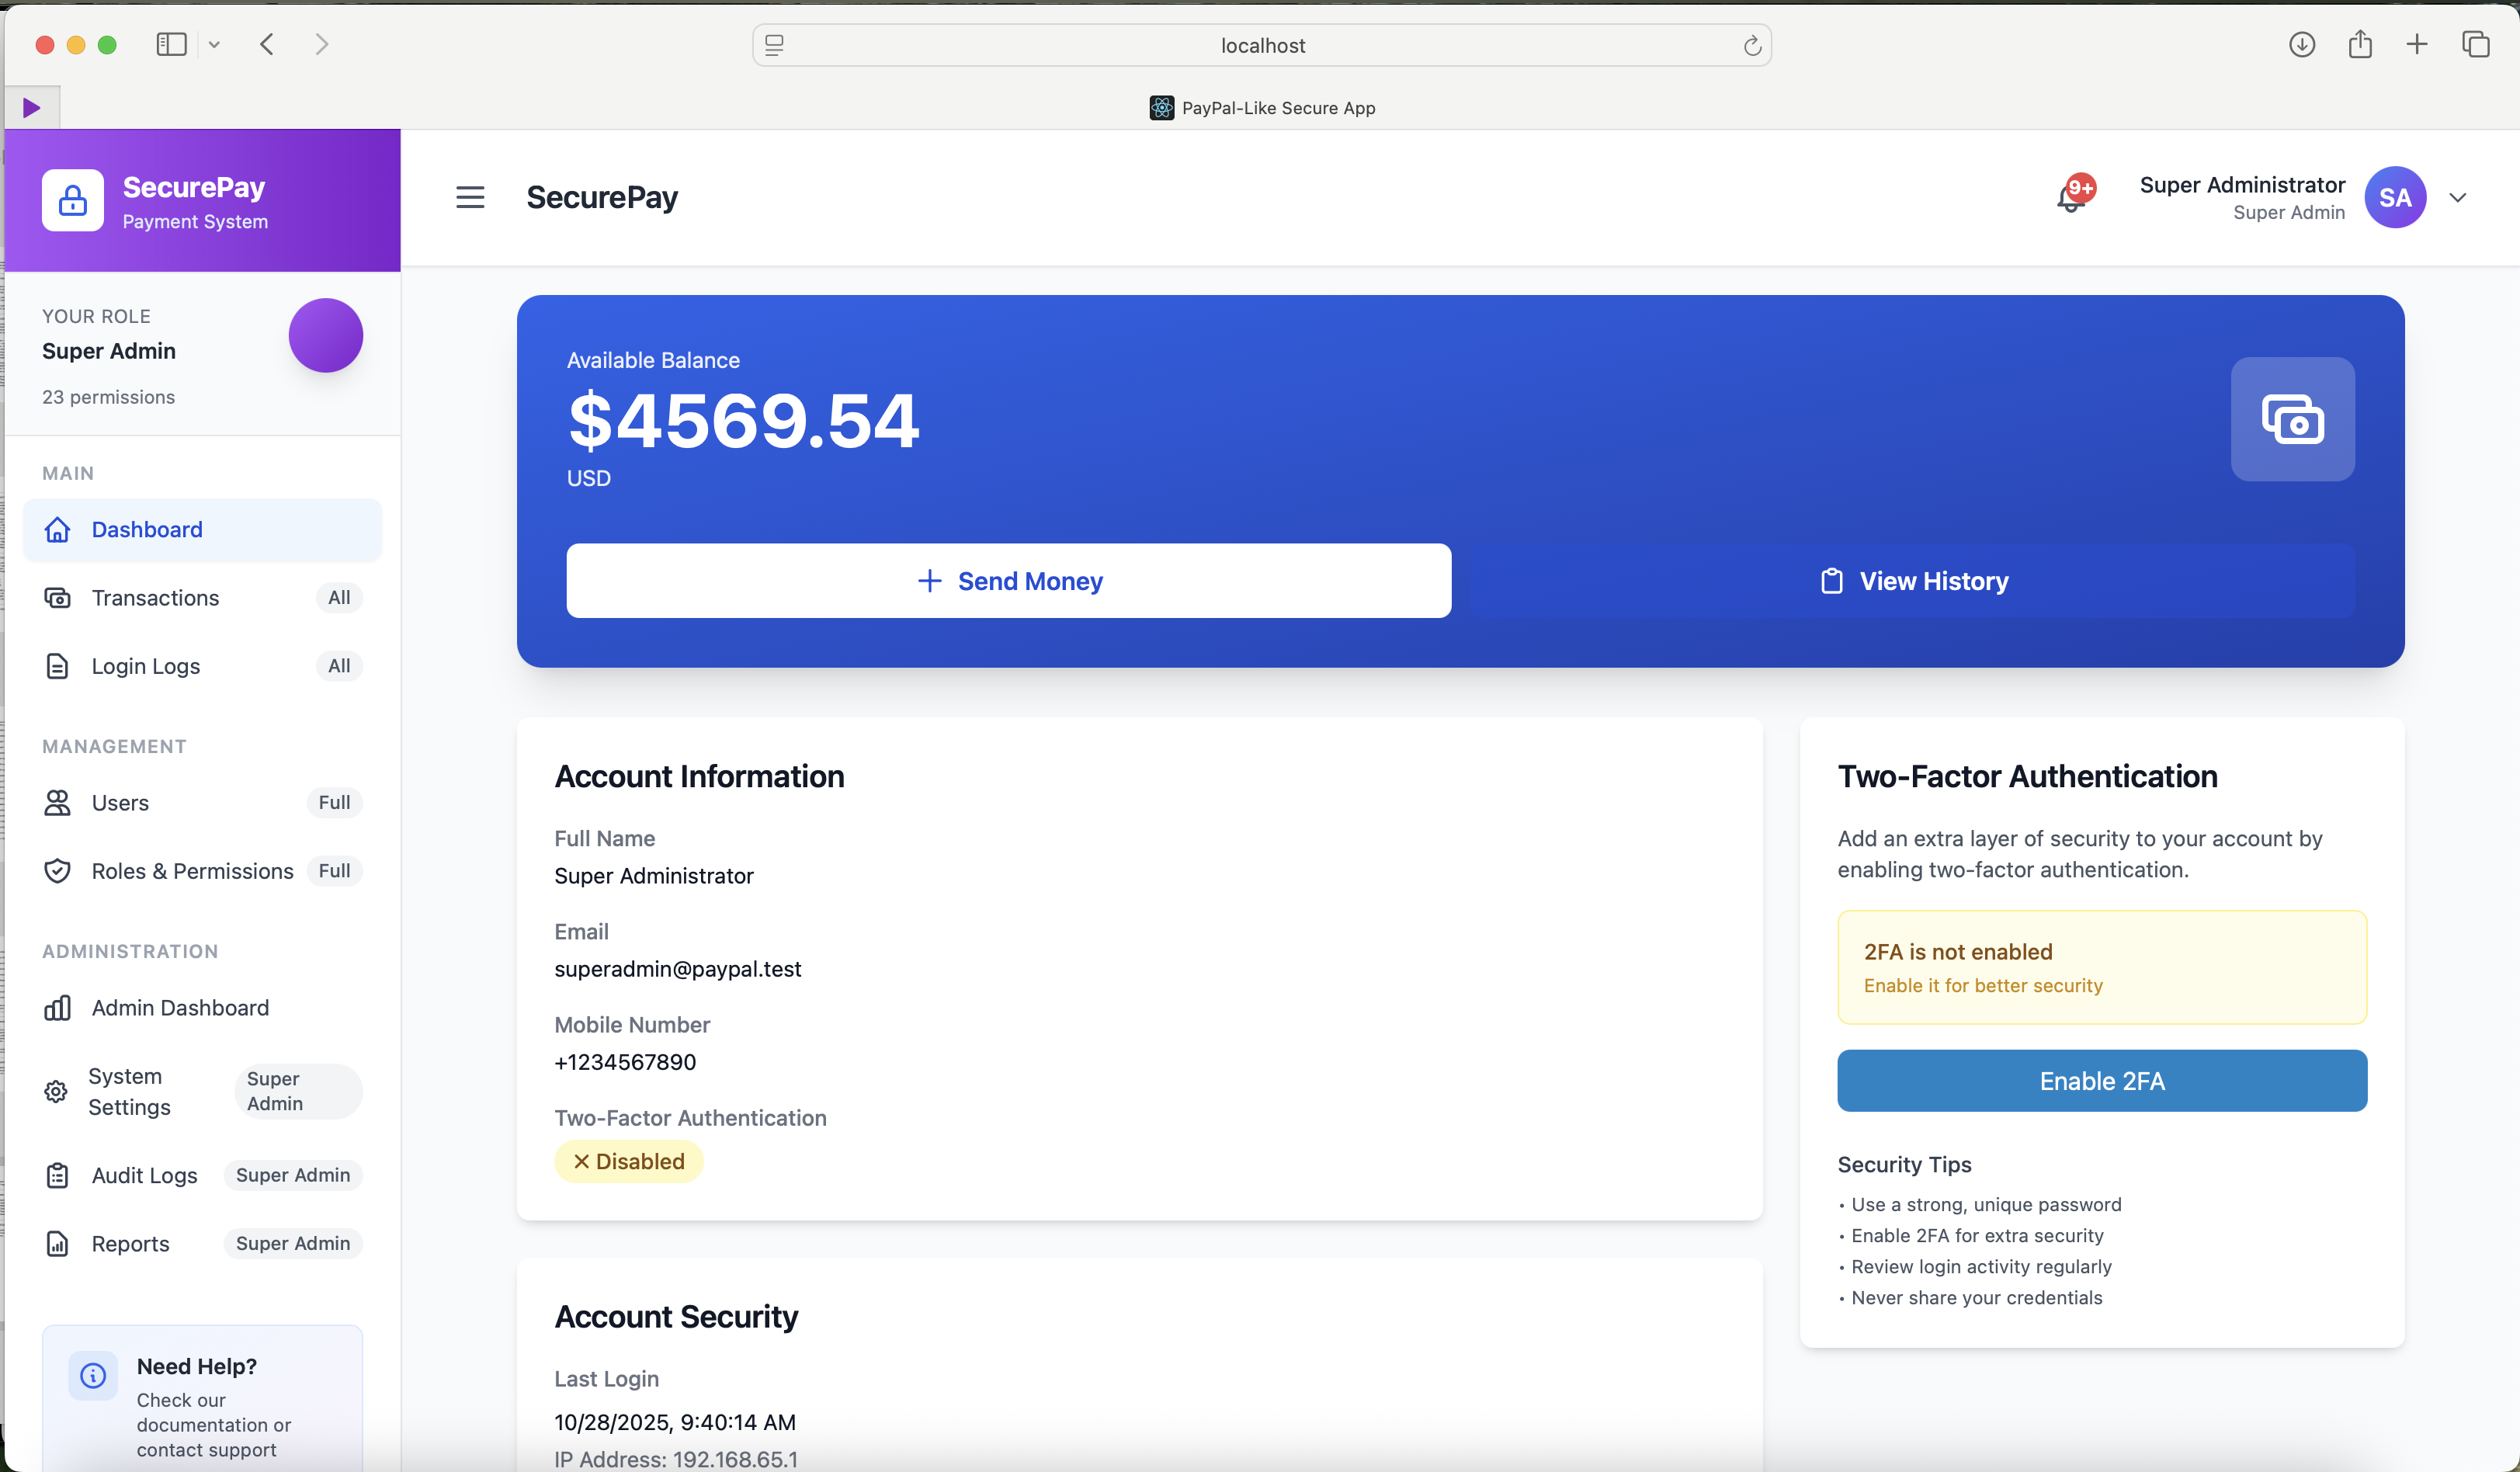 localhost
PayPal-Like Secure App
SecurePay
Payment System
YOUR ROLE
Super Admin
23 permissions
MAIN
Dashboard
Transactions All
Login Logs All
MANAGEMENT
Users Full
Roles & Permissions Full
ADMINISTRATION
Admin Dashboard
System
Settings
Super
Admin
Audit Logs Super Admin
Reports Super Admin
Need Help?
Check our
documentation or
contact support
SecurePay
9+
Super Administrator
Super Admin
SA
Available Balance
$4569.54
USD
Send Money
View History
Account Information
Full Name
Super Administrator
Email
superadmin@paypal.test
Mobile Number
+1234567890
Two-Factor Authentication
✕ Disabled
Account Security
Last Login
10/28/2025, 9:40:14 AM
IP Address: 192.168.65.1
Two-Factor Authentication
Add an extra layer of security to your account by
enabling two-factor authentication.
2FA is not enabled
Enable it for better security
Enable 2FA
Security Tips
• Use a strong, unique password
• Enable 2FA for extra security
• Review login activity regularly
• Never share your credentials